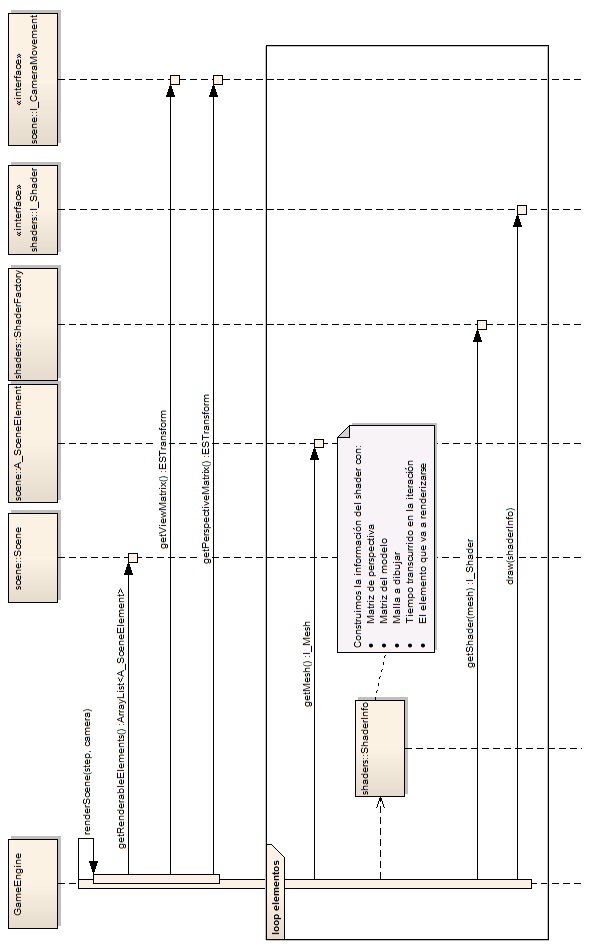 GameEngine
scene::Scene
scene::A_SceneElement
shaders::ShaderFactory
«interface»
shaders::I_Shader
«interface»
scene::I_CameraMovement
renderScene(step, camera)
getRenderableElements() :ArrayList<A_SceneElement>
getViewMatrix() :ESTransform
getPerspectiveMatrix() :ESTransform
loop elementos
getMesh() :I_Mesh
shaders::ShaderInfo
Construimos la información del shader con:
• Matriz de perspectiva
• Matriz del modelo
• Malla a dibujar
• Tiempo transcurrido en la iteración
• El elemento que va a renderizarse
getShader(mesh) :I_Shader
draw(shaderInfo)